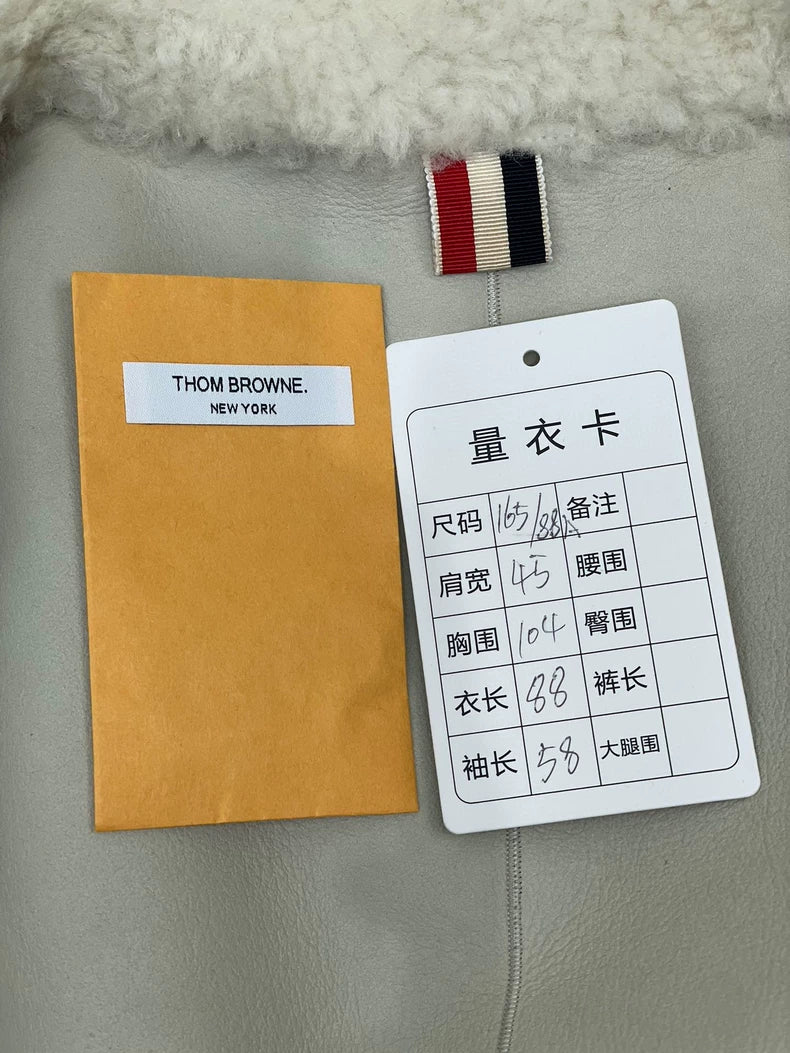 THOM BROWNE.
NEW YORK
量衣卡
尺码 165/88A 备注
肩宽 45 腰围
胸围 104 臀围
衣长 88 裤长
袖长 58 大腿围